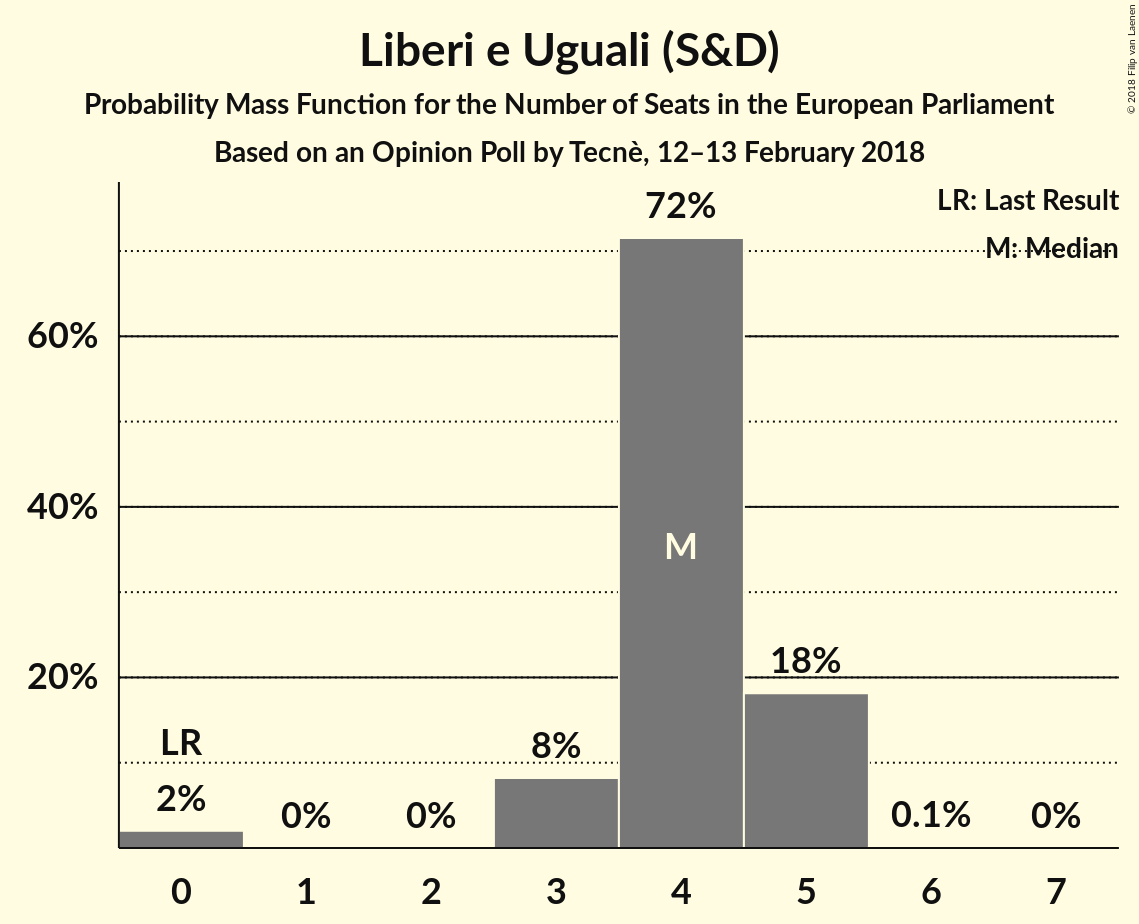 Liberi e Uguali (S&D)
Probability Mass Function for the Number of Seats in the European Parliament
Based on an Opinion Poll by Tecnè, 12–13 February 2018
© 2018 Filip van Laenen
LR: Last Result
M: Median
72%
60%
40%
M
20%
18%
LR
8%
2%
0%
0%
0.1%
0%
0 1 2 3 4 5 6 7